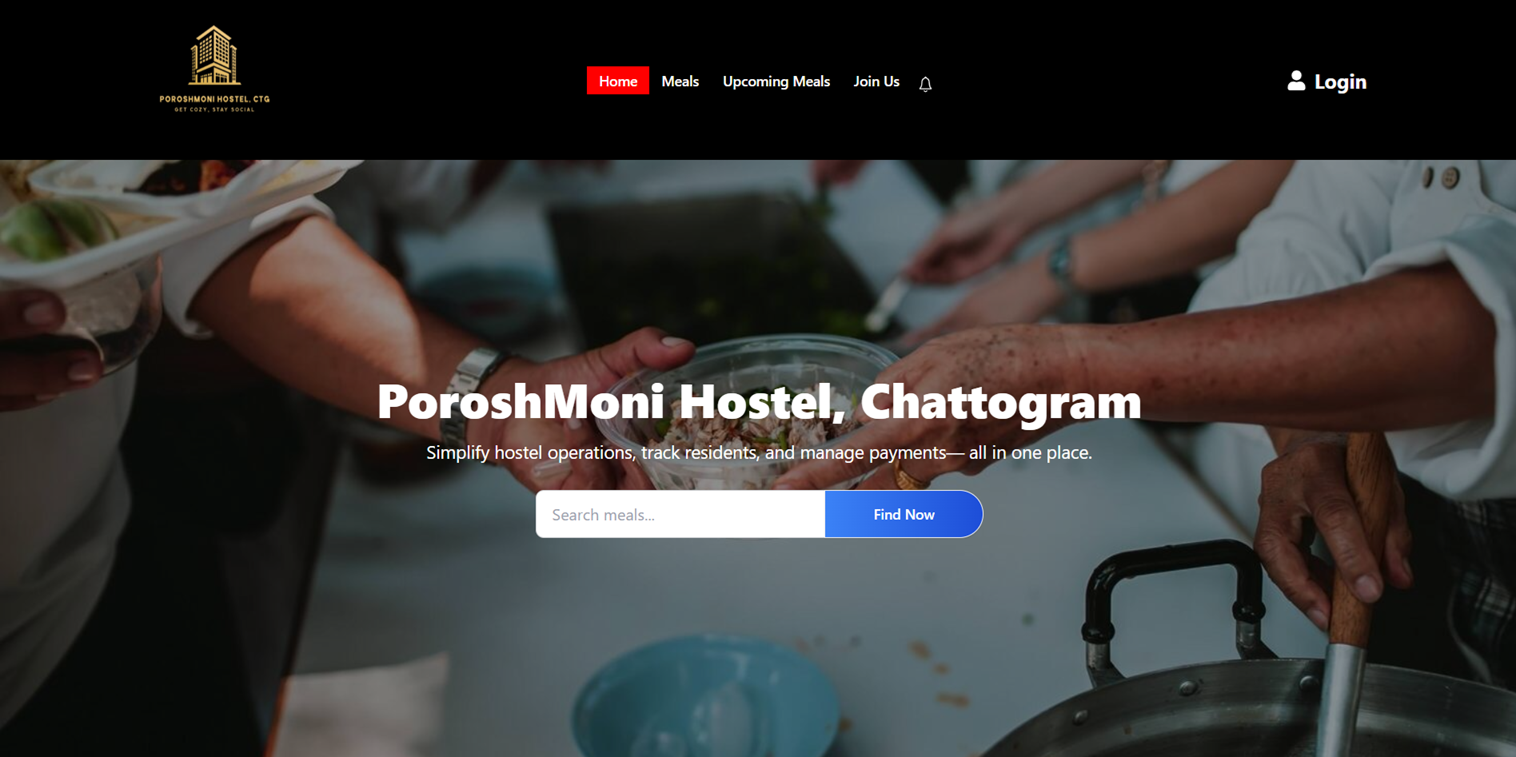 POROSHMONI HOSTEL, CTG
GET COZY, STAY SOCIAL
Home Meals Upcoming Meals Join Us
Login
PoroshMoni Hostel, Chattogram
Simplify hostel operations, track residents, and manage payments— all in one place.
Search meals... Find Now